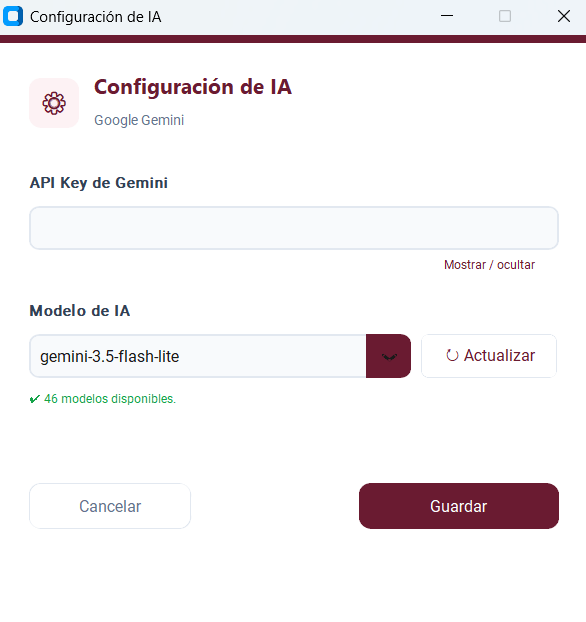 Configuración de IA
Configuración de IA
Google Gemini
API Key de Gemini
Mostrar / ocultar
Modelo de IA
gemini-3.5-flash-lite
↻ Actualizar
✔ 46 modelos disponibles.
Cancelar
Guardar